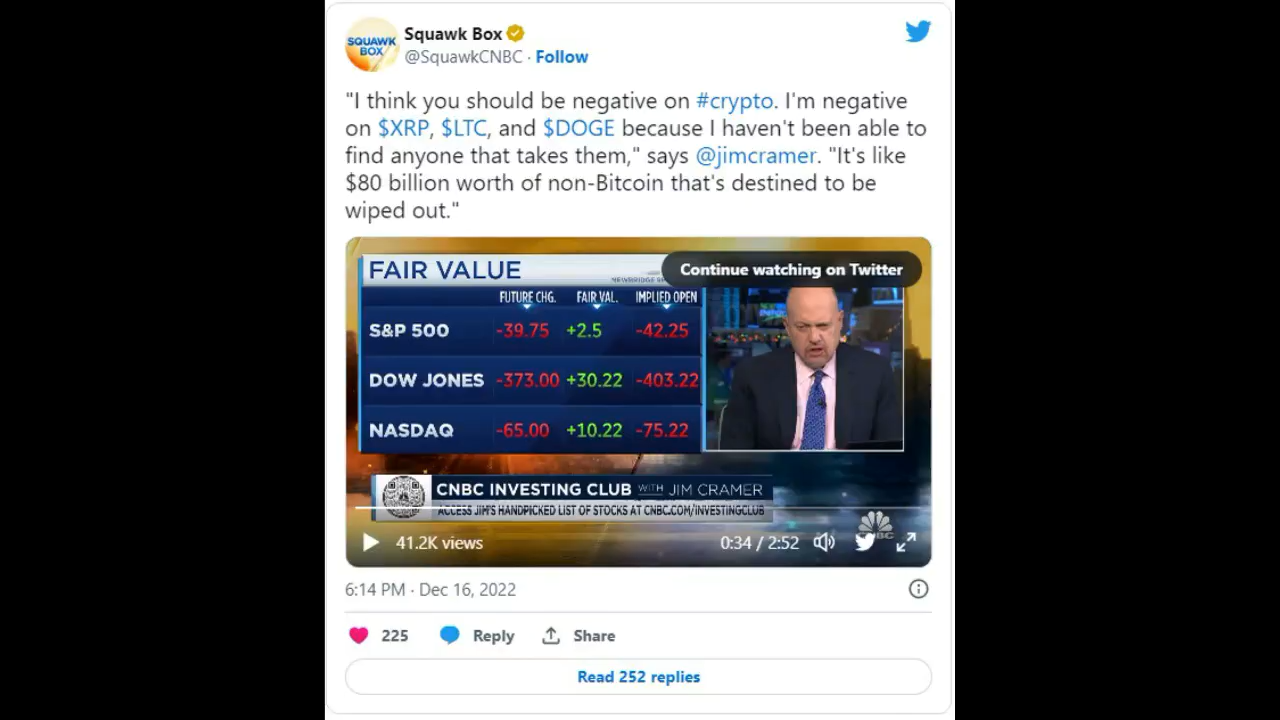 SQUAWK BOX
Squawk Box
@SquawkCNBC · Follow
"I think you should be negative on #crypto. I'm negative
on $XRP, $LTC, and $DOGE because I haven't been able to
find anyone that takes them," says @jimcramer. "It's like
$80 billion worth of non-Bitcoin that's destined to be
wiped out."
FAIR VALUE
Continue watching on Twitter
FUTURE CHG. FAIR VAL. IMPLIED OPEN
S&P 500 -39.75 +2.5 -42.25
DOW JONES -373.00 +30.22 -403.22
NASDAQ -65.00 +10.22 -75.22
CNBC INVESTING CLUB WITH JIM CRAMER
ACCESS JIM'S HANDPICKED LIST OF STOCKS AT CNBC.COM/INVESTINGCLUB
41.2K views 0:34 / 2:52
6:14 PM · Dec 16, 2022
225 Reply Share
Read 252 replies